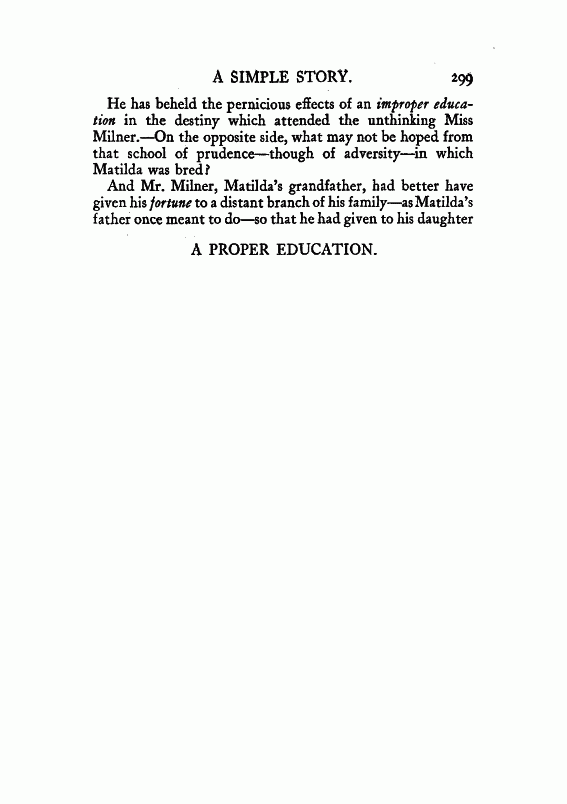 A SIMPLE STORY. 299
He has beheld the pernicious effects of an improper educa-
tion in the destiny which attended the unthinking Miss
Milner.—On the opposite side, what may not be hoped from
that school of prudence—though of adversity—in which
Matilda was bred?
And Mr. Milner, Matilda's grandfather, had better have
given his fortune to a distant branch of his family—as Matilda's
father once meant to do—so that he had given to his daughter
A PROPER EDUCATION.